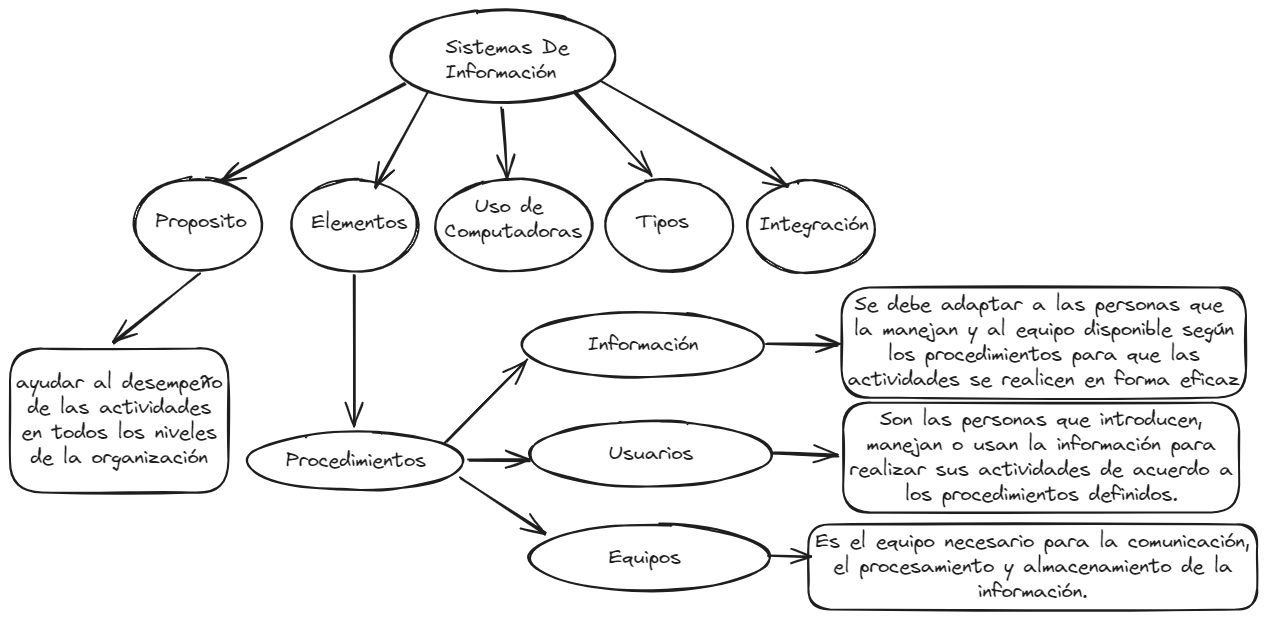 Sistemas De
Información
Proposito
Elementos
Uso de
Computadoras
Tipos
Integración
ayudar al desempeño
de las actividades
en todos los niveles
de la organización
Procedimientos
Información
Se debe adaptar a las personas que
la manejan y al equipo disponible según
los procedimientos para que las
actividades se realicen en forma eficaz
Usuarios
Son las personas que introducen,
manejan o usan la información para
realizar sus actividades de acuerdo a
los procedimientos definidos.
Equipos
Es el equipo necesario para la comunicación,
el procesamiento y almacenamiento de la
información.